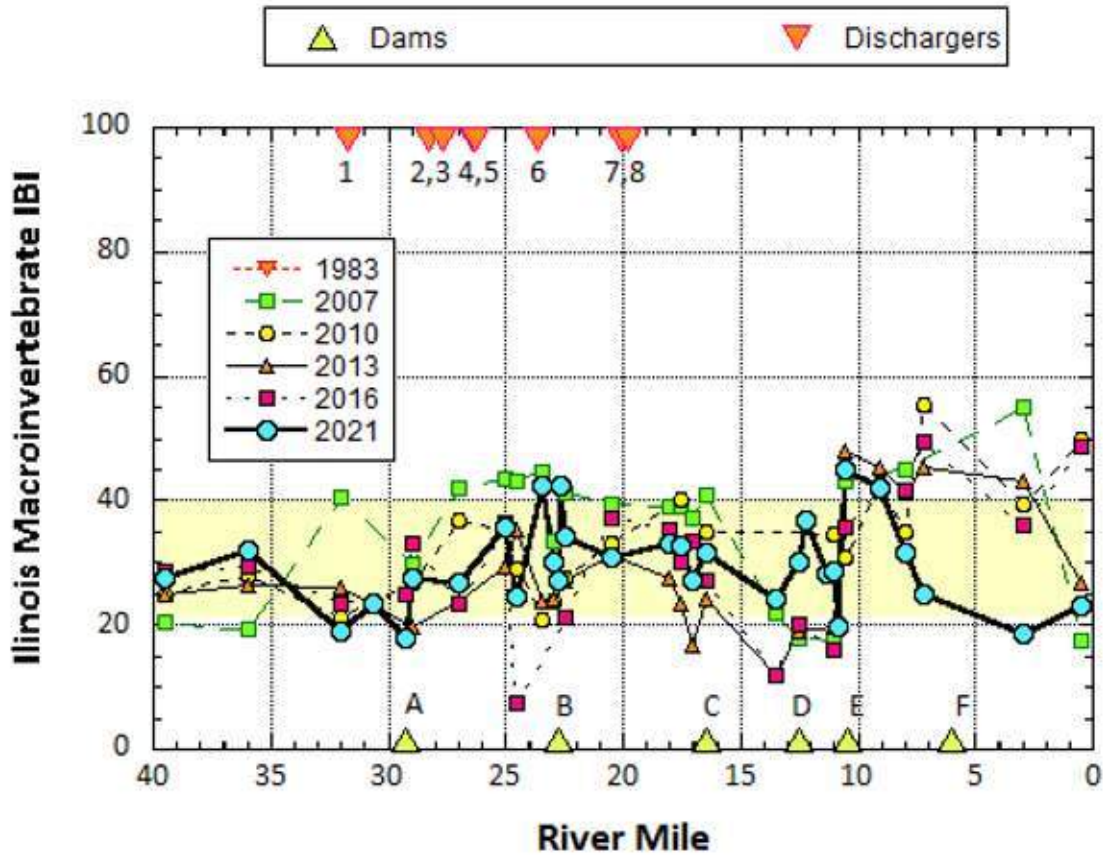 Dams Dischargers
Ilinois Macroinvertebrate IBI
100
80
60
40
20
0
1 2,3 4,5 6 7,8
1983
2007
2010
2013
2016
2021
A B C D E F
40 35 30 25 20 15 10 5 0
River Mile